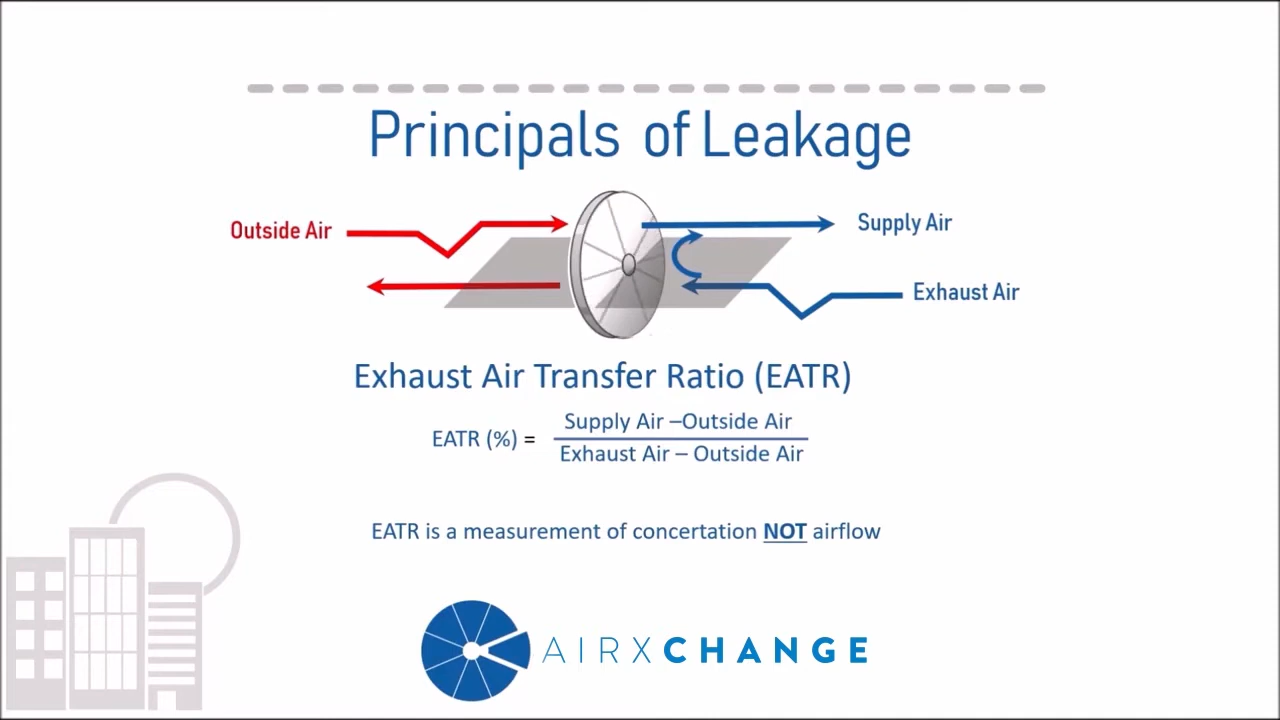 Principals of Leakage
Outside Air
Supply Air
Exhaust Air
Exhaust Air Transfer Ratio (EATR)
EATR (%) =
Supply Air –Outside Air
Exhaust Air – Outside Air
EATR is a measurement of concertation NOT airflow
AIRXCHANGE